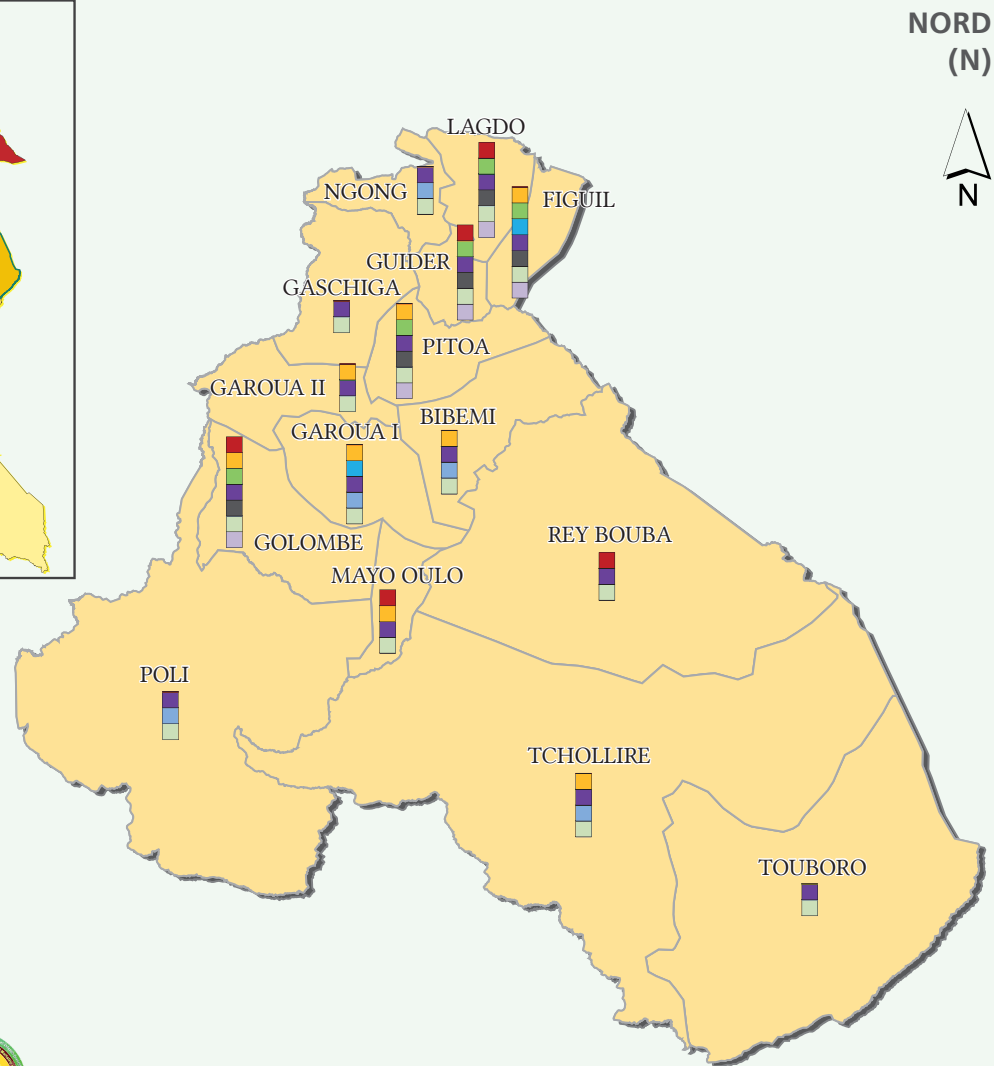 NORD
(N)
N
LAGDO
NGONG
FIGUIL
GUIDER
GASCHIGA
PITOA
GAROUA II
BIBEMI
GAROUA I
GOLOMBE
REY BOUBA
MAYO OULO
POLI
TCHOLLIRE
TOUBORO